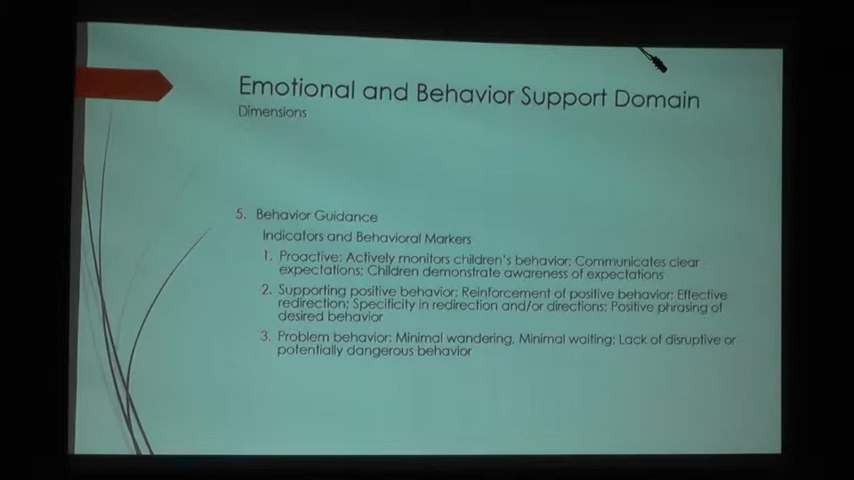 Emotional and Behavior Support Domain
Dimensions
5. Behavior Guidance
Indicators and Behavioral Markers
1. Proactive: Actively monitors children's behavior; Communicates clear
expectations; Children demonstrate awareness of expectations
2. Supporting positive behavior: Reinforcement of positive behavior; Effective
redirection; Specificity in redirection and/or directions; Positive phrasing of
desired behavior
3. Problem behavior: Minimal wandering, Minimal waiting; Lack of disruptive or
potentially dangerous behavior